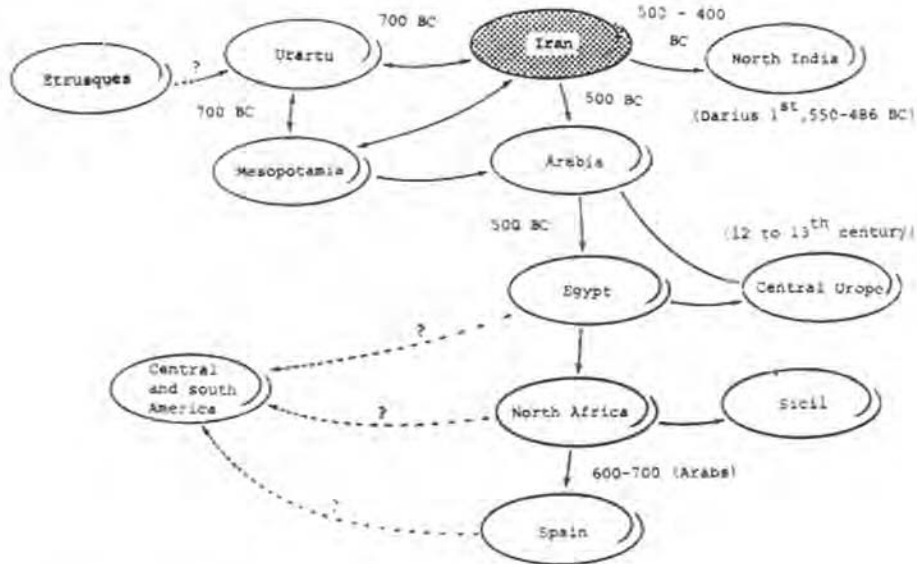 700 BC
500 - 400
BC
Iran
Urartu
North India
Etrusques
?
700 BC
500 BC
(Darius 1st,550-486 BC)
Mesopotamia
Arabia
500 BC
(12 to 13th century)
Egypt
Central Urope
?
Central
and south
America
?
North Africa
Sicil
600-700 (Arabs)
?
Spain